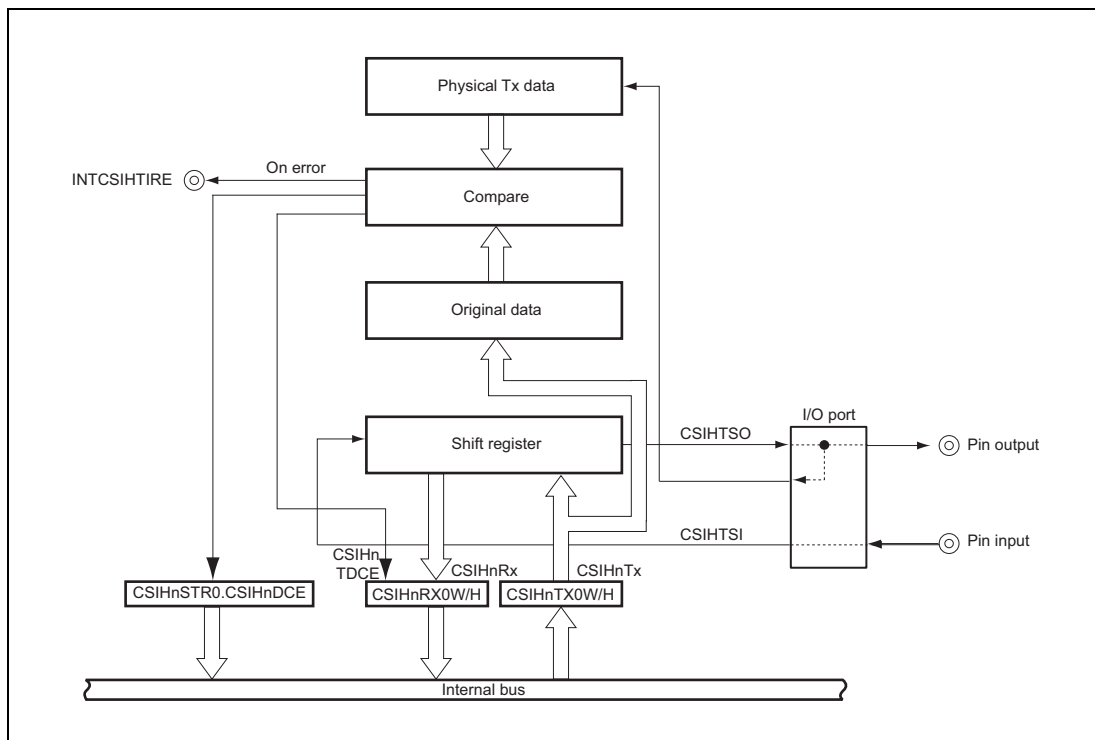 Physical Tx data
On error
INTCSIHTIRE
Compare
Original data
I/O port
Shift register
CSIHTSO
Pin output
CSIHTSI
Pin input
CSIHn
TDCE
CSIHnRx
CSIHnTx
CSIHnSTR0.CSIHnDCE
CSIHnRX0W/H
CSIHnTX0W/H
Internal bus